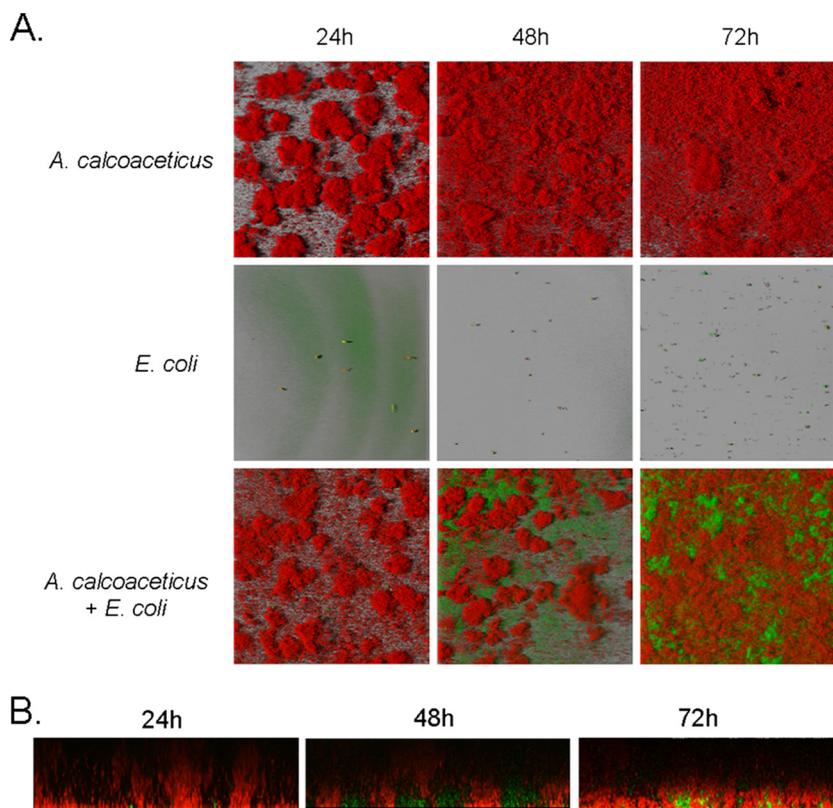 A.
24h 48h 72h
A. calcoaceticus
E. coli
A. calcoaceticus
+ E. coli
B.
24h 48h 72h